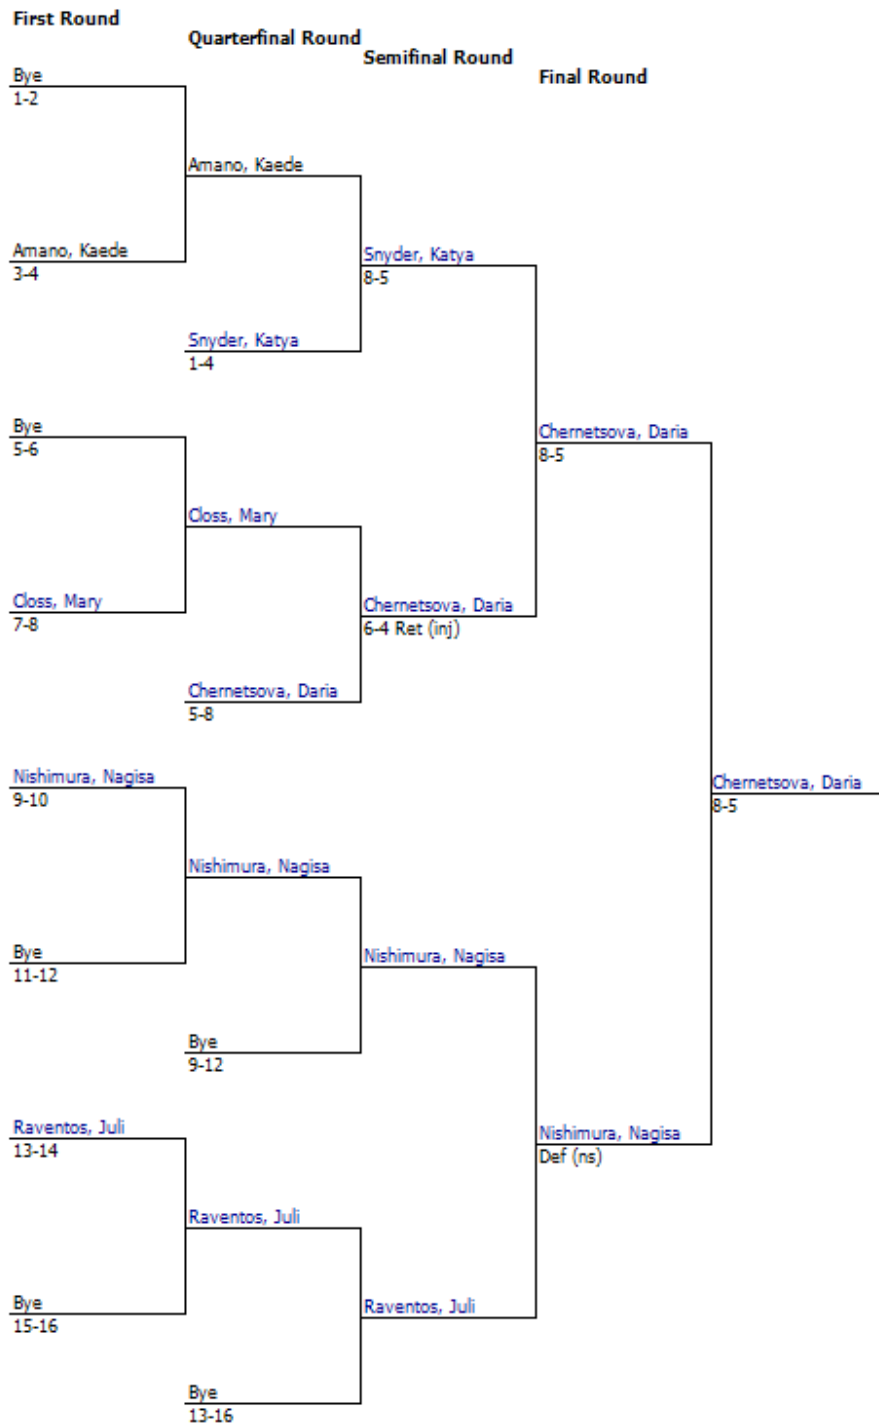 First Round
Quarterfinal Round
Semifinal Round
Final Round
Bye
1-2
Amano, Kaede
Amano, Kaede
3-4
Snyder, Katya
8-5
Snyder, Katya
1-4
Bye
5-6
Chernetsova, Daria
8-5
Closs, Mary
Closs, Mary
7-8
Chernetsova, Daria
6-4 Ret (inj)
Chernetsova, Daria
5-8
Nishimura, Nagisa
9-10
Chernetsova, Daria
8-5
Nishimura, Nagisa
Bye
11-12
Nishimura, Nagisa
Bye
9-12
Raventos, Juli
13-14
Nishimura, Nagisa
Def (ns)
Raventos, Juli
Bye
15-16
Raventos, Juli
Bye
13-16